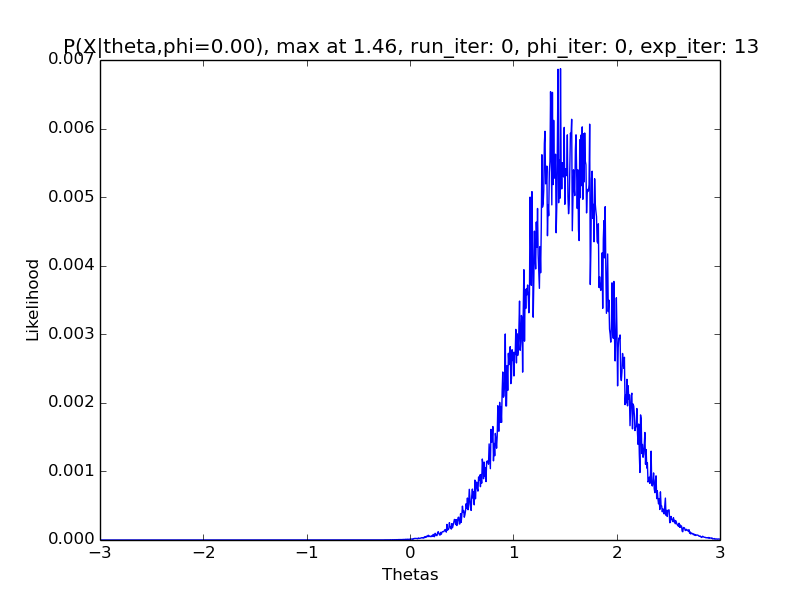 P(X|theta,phi=0.00), max at 1.46, run_iter: 0, phi_iter: 0, exp_iter: 13
0.007
0.006
0.005
0.004
0.003
0.002
0.001
0.000
Likelihood
−3 −2 −1 0 1 2 3
Thetas